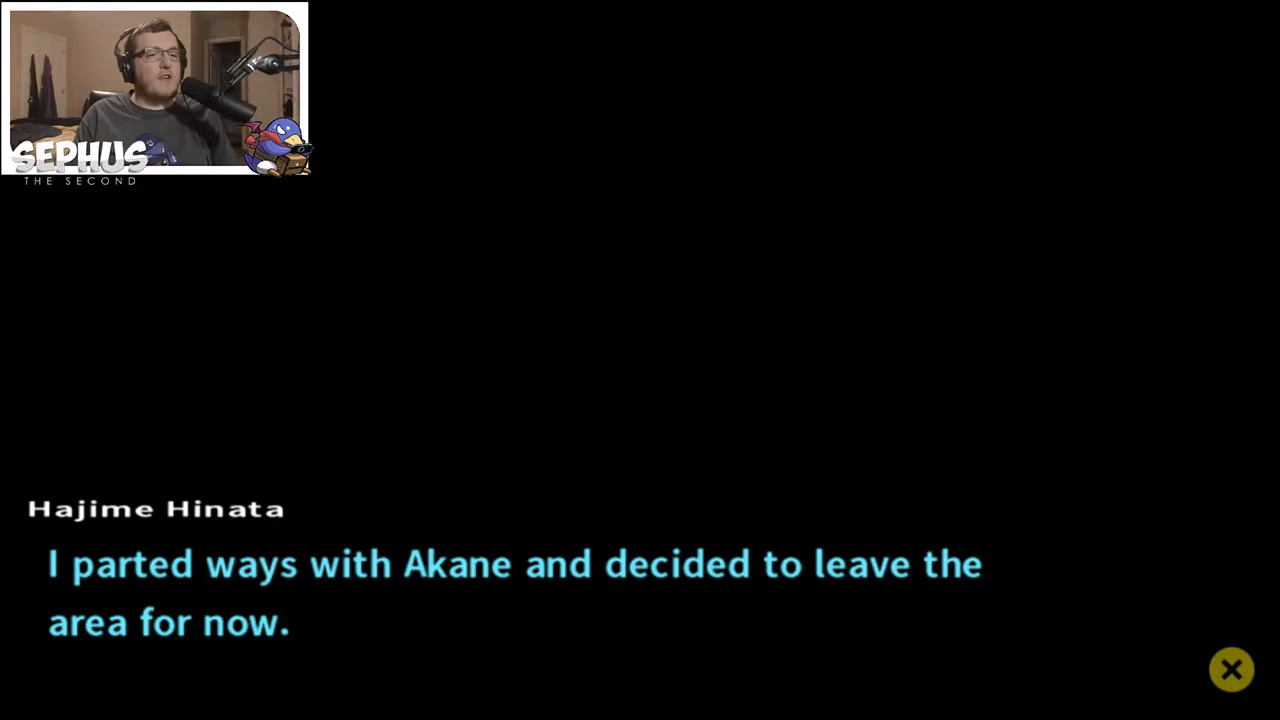 SEPHUS
THE SECOND
Hajime Hinata
I parted ways with Akane and decided to leave the
area for now.